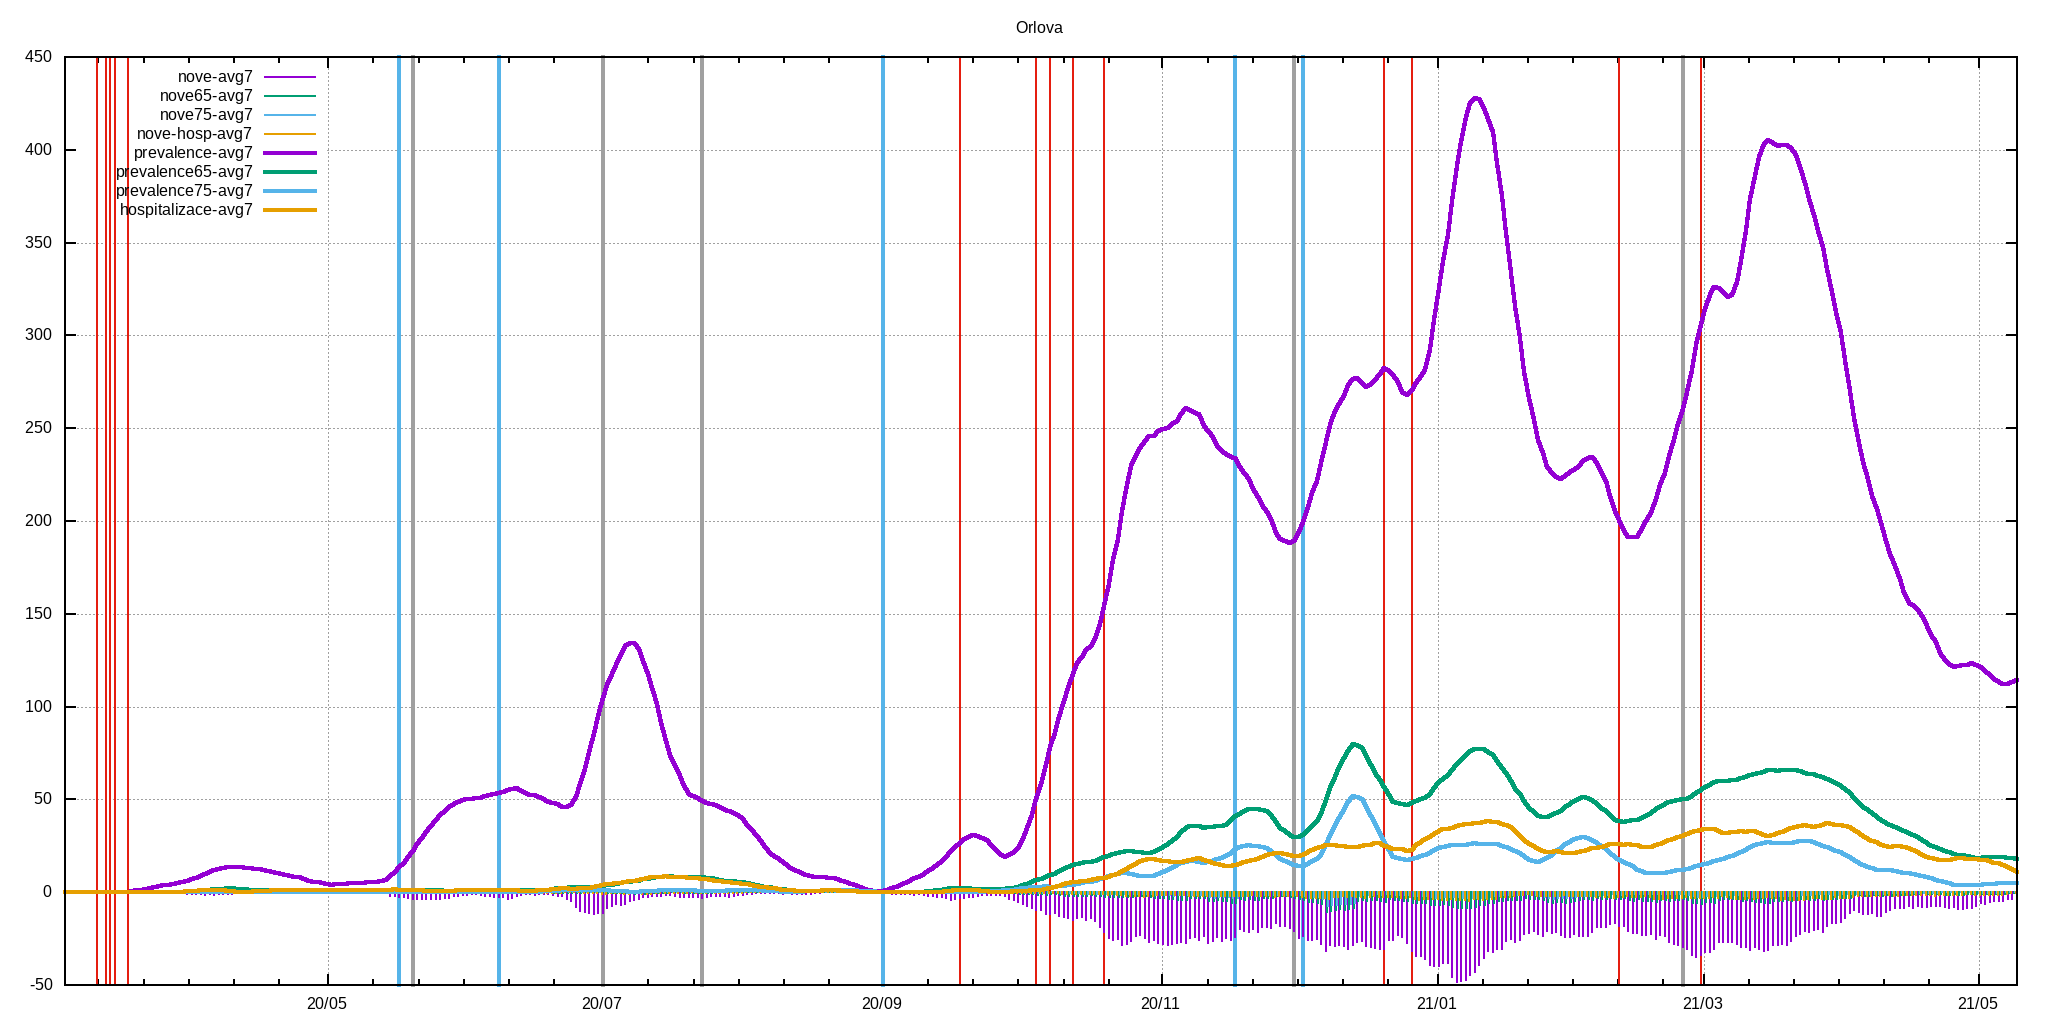 Orlova
450
400
350
300
250
200
150
100
50
0
-50
nove-avg7
nove65-avg7
nove75-avg7
nove-hosp-avg7
prevalence-avg7
prevalence65-avg7
prevalence75-avg7
hospitalizace-avg7
20/05 20/07 20/09 20/11 21/01 21/03 21/05